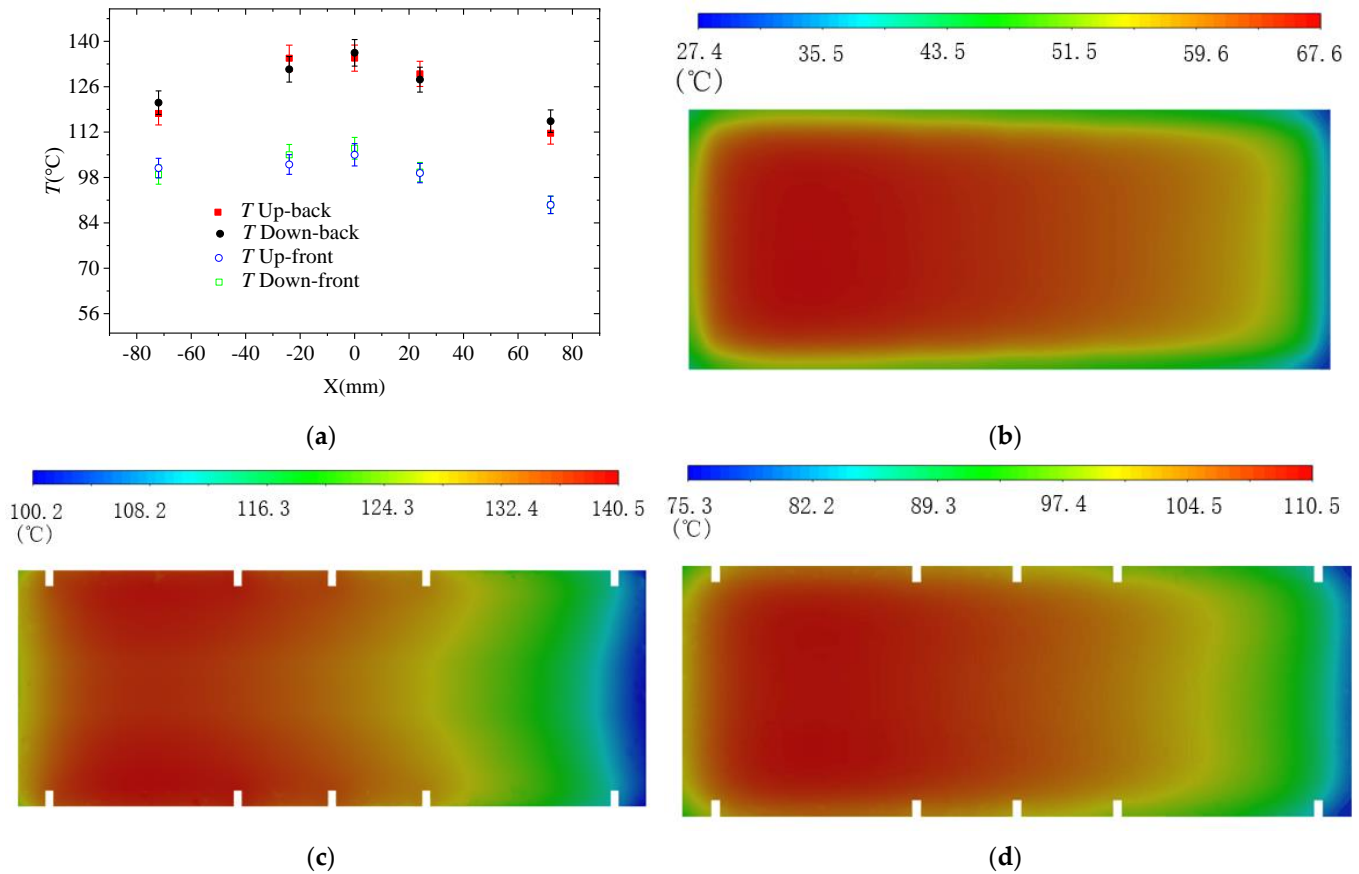 140
126
112
98
84
70
56
T(°C)
-80 -60 -40 -20 0 20 40 60 80
X(mm)
T Up-back
T Down-back
T Up-front
T Down-front
(a)
27.4 35.5 43.5 51.5 59.6 67.6
(℃)
(b)
100.2 108.2 116.3 124.3 132.4 140.5
(℃)
(c)
75.3 82.2 89.3 97.4 104.5 110.5
(℃)
(d)